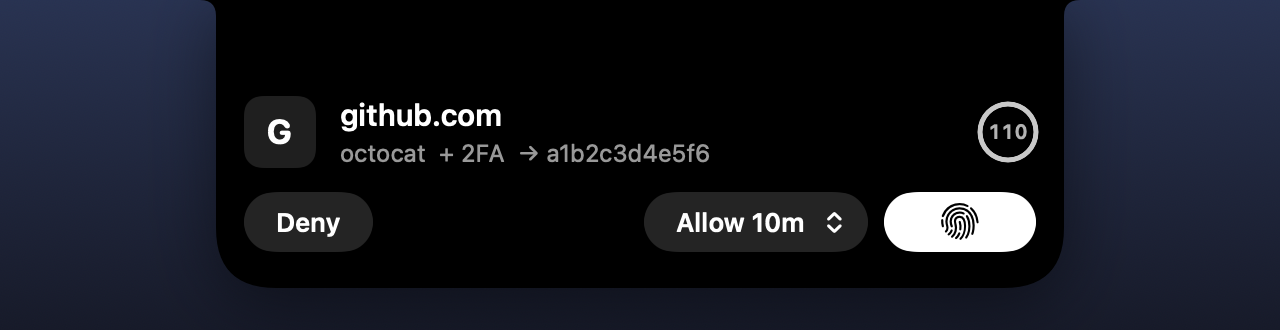 G
github.com
octocat + 2FA → a1b2c3d4e5f6
110
Deny
Allow 10m